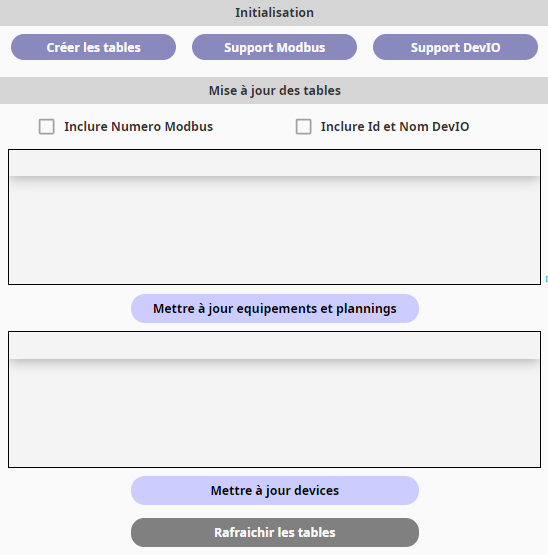 Initialisation
Créer les tables
Support Modbus
Support DevIO
Mise à jour des tables
Inclure Numero Modbus
Inclure Id et Nom DevIO
Mettre à jour equipements et plannings
Mettre à jour devices
Rafraichir les tables